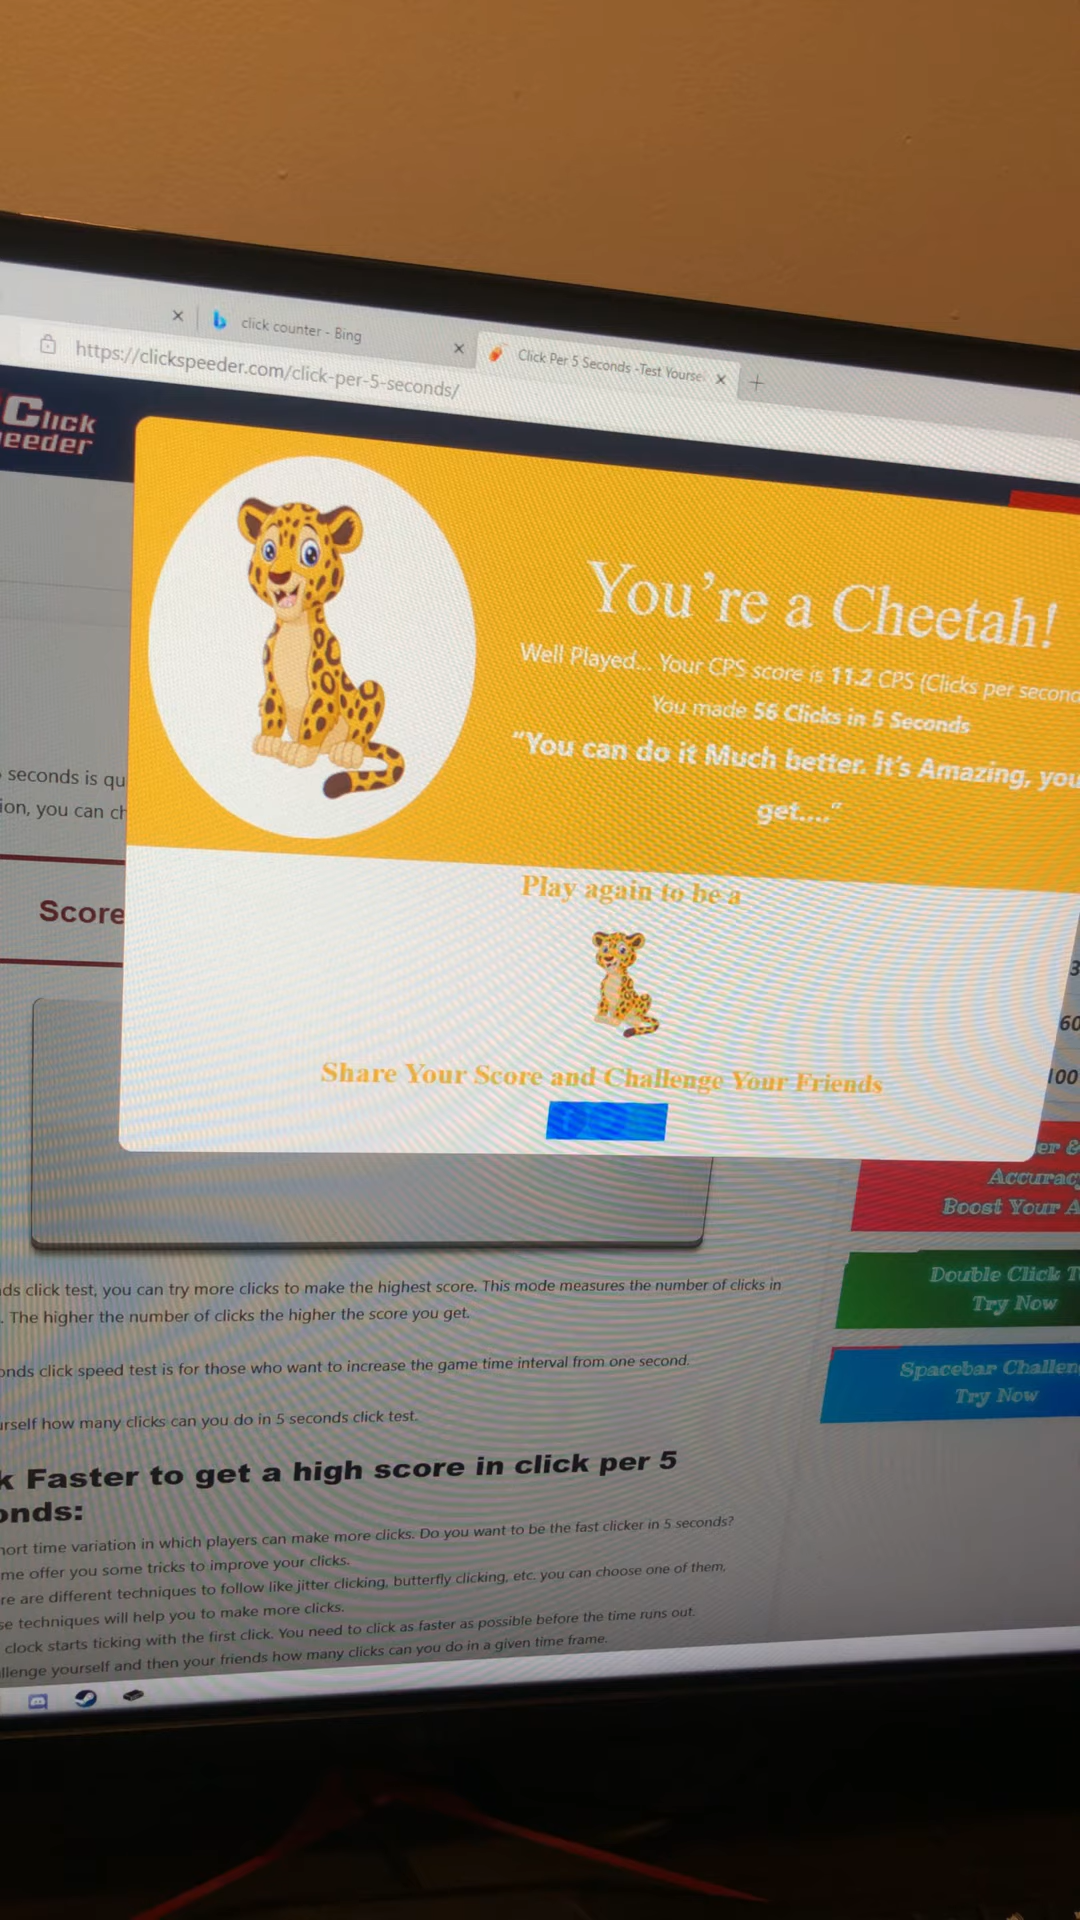 click counter - Bing
Click Per 5 Seconds -Test Yourse
https://clickspeeder.com/click-per-5-seconds/
Click
eeder
You're a Cheetah!
Well Played... Your CPS score is 11.2 CPS (Clicks per second
You made 56 Clicks in 5 Seconds
"You can do it Much better. It's Amazing, you
get...."
seconds is qu
ion, you can ch
Score
Play again to be a
Share Your Score and Challenge Your Friends
3
60
100
er &
Accuracy
Boost Your A
Double Click T
Try Now
Spacebar Challen
Try Now
ds click test, you can try more clicks to make the highest score. This mode measures the number of clicks in
. The higher the number of clicks the higher the score you get.
onds click speed test is for those who want to increase the game time interval from one second.
urself how many clicks can you do in 5 seconds click test.
k Faster to get a high score in click per 5
onds:
hort time variation in which players can make more clicks. Do you want to be the fast clicker in 5 seconds?
me offer you some tricks to improve your clicks.
re are different techniques to follow like jitter clicking, butterfly clicking, etc. you can choose one of them,
se techniques will help you to make more clicks.
clock starts ticking with the first click. You need to click as faster as possible before the time runs out.
llenge yourself and then your friends how many clicks can you do in a given time frame.